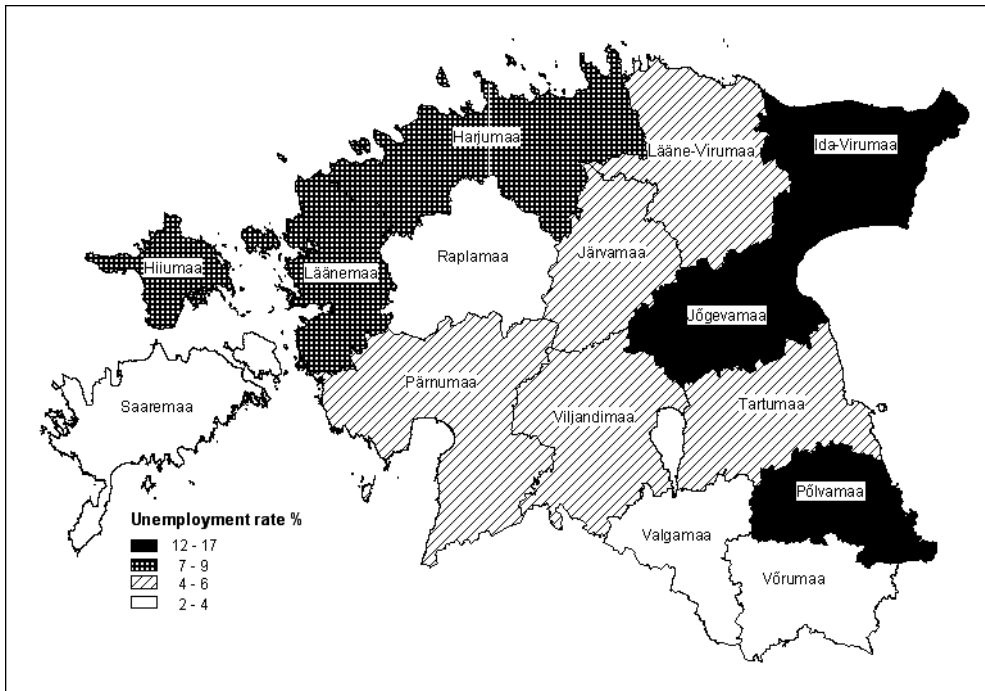 Harjumaa
Lääne-Virumaa
Ida-Virumaa
Hiiumaa
Läänemaa
Raplamaa
Järvamaa
Jõgevamaa
Saaremaa
Pärnumaa
Viljandimaa
Tartumaa
Põlvamaa
Valgamaa
Võrumaa
Unemployment rate %
12 - 17
7 - 9
4 - 6
2 - 4